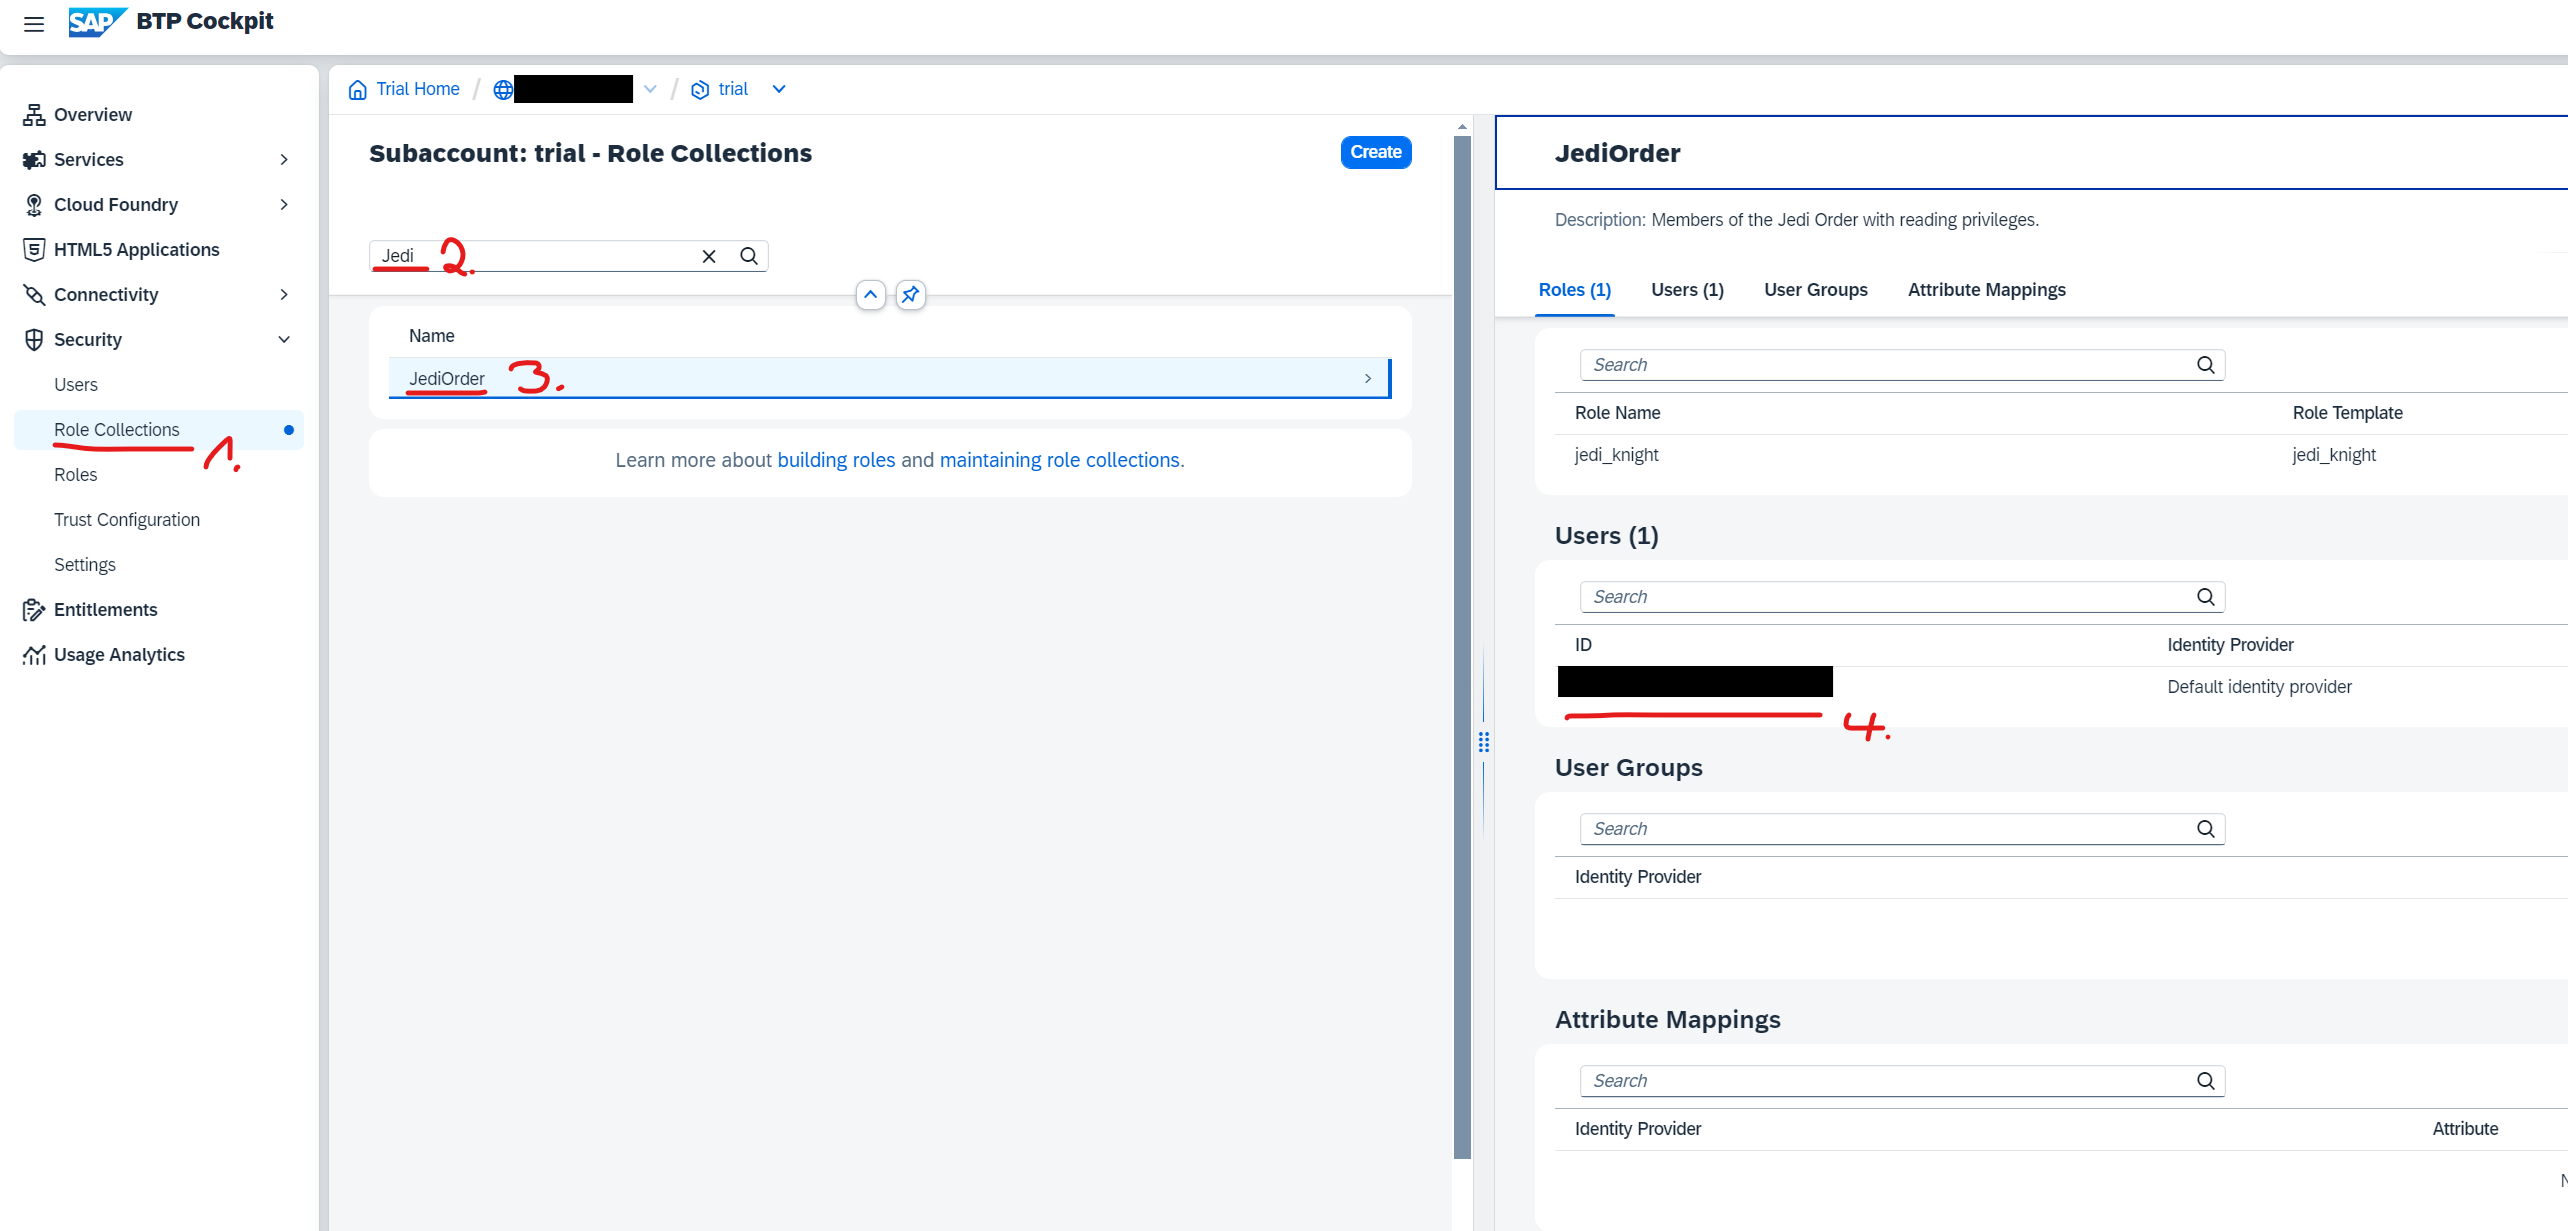 SAP BTP Cockpit
Overview
Services
Cloud Foundry
HTML5 Applications
Connectivity
Security
Users
Role Collections
1.
Roles
Trust Configuration
Settings
Entitlements
Usage Analytics
Trial Home / / trial
Subaccount: trial - Role Collections
Create
Jedi 2.
Name
JediOrder 3.
Learn more about building roles and maintaining role collections.
JediOrder
Description: Members of the Jedi Order with reading privileges.
Roles (1) Users (1) User Groups Attribute Mappings
Search
Role Name Role Template
jedi_knight jedi_knight
Users (1)
Search
ID Identity Provider
Default identity provider
4.
User Groups
Search
Identity Provider
Attribute Mappings
Search
Identity Provider Attribute